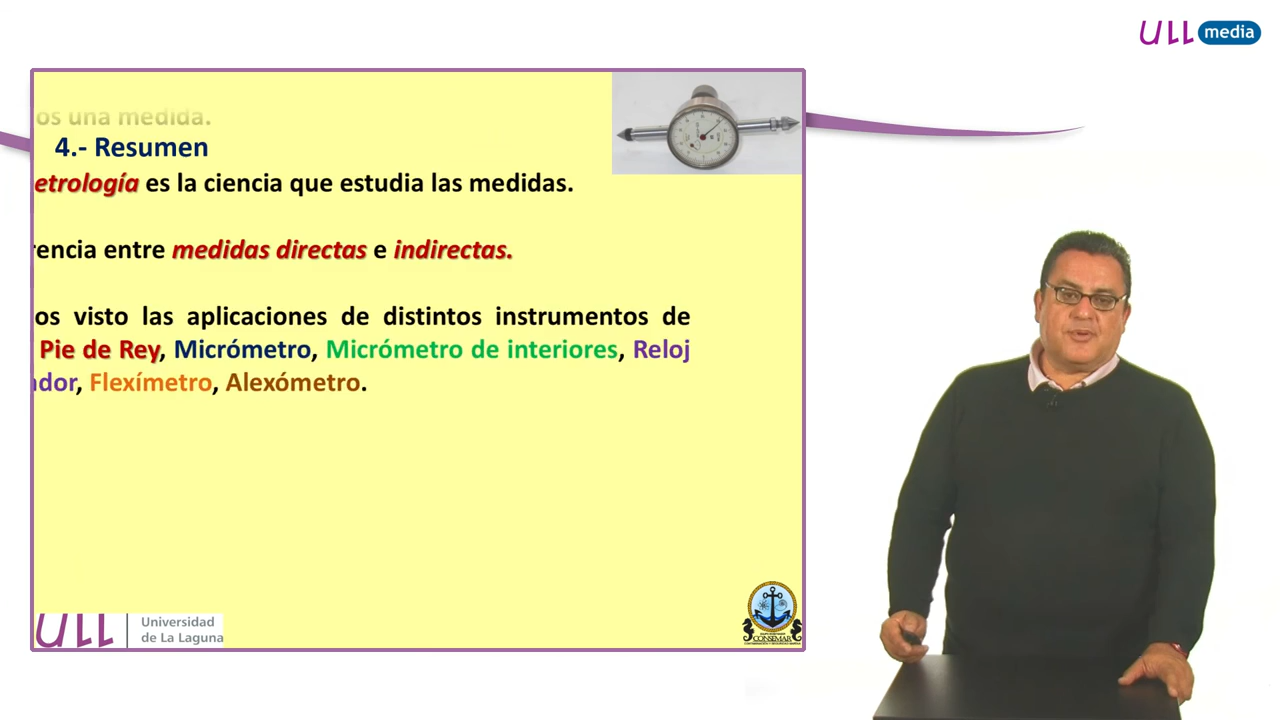 ULL media
os una medida.
4.- Resumen
etrología es la ciencia que estudia las medidas.
rencia entre medidas directas e indirectas.
os visto las aplicaciones de distintos instrumentos de
Pie de Rey, Micrómetro, Micrómetro de interiores, Reloj
ador, Flexímetro, Alexómetro.
ULL
Universidad
de La Laguna
CONSEMAR